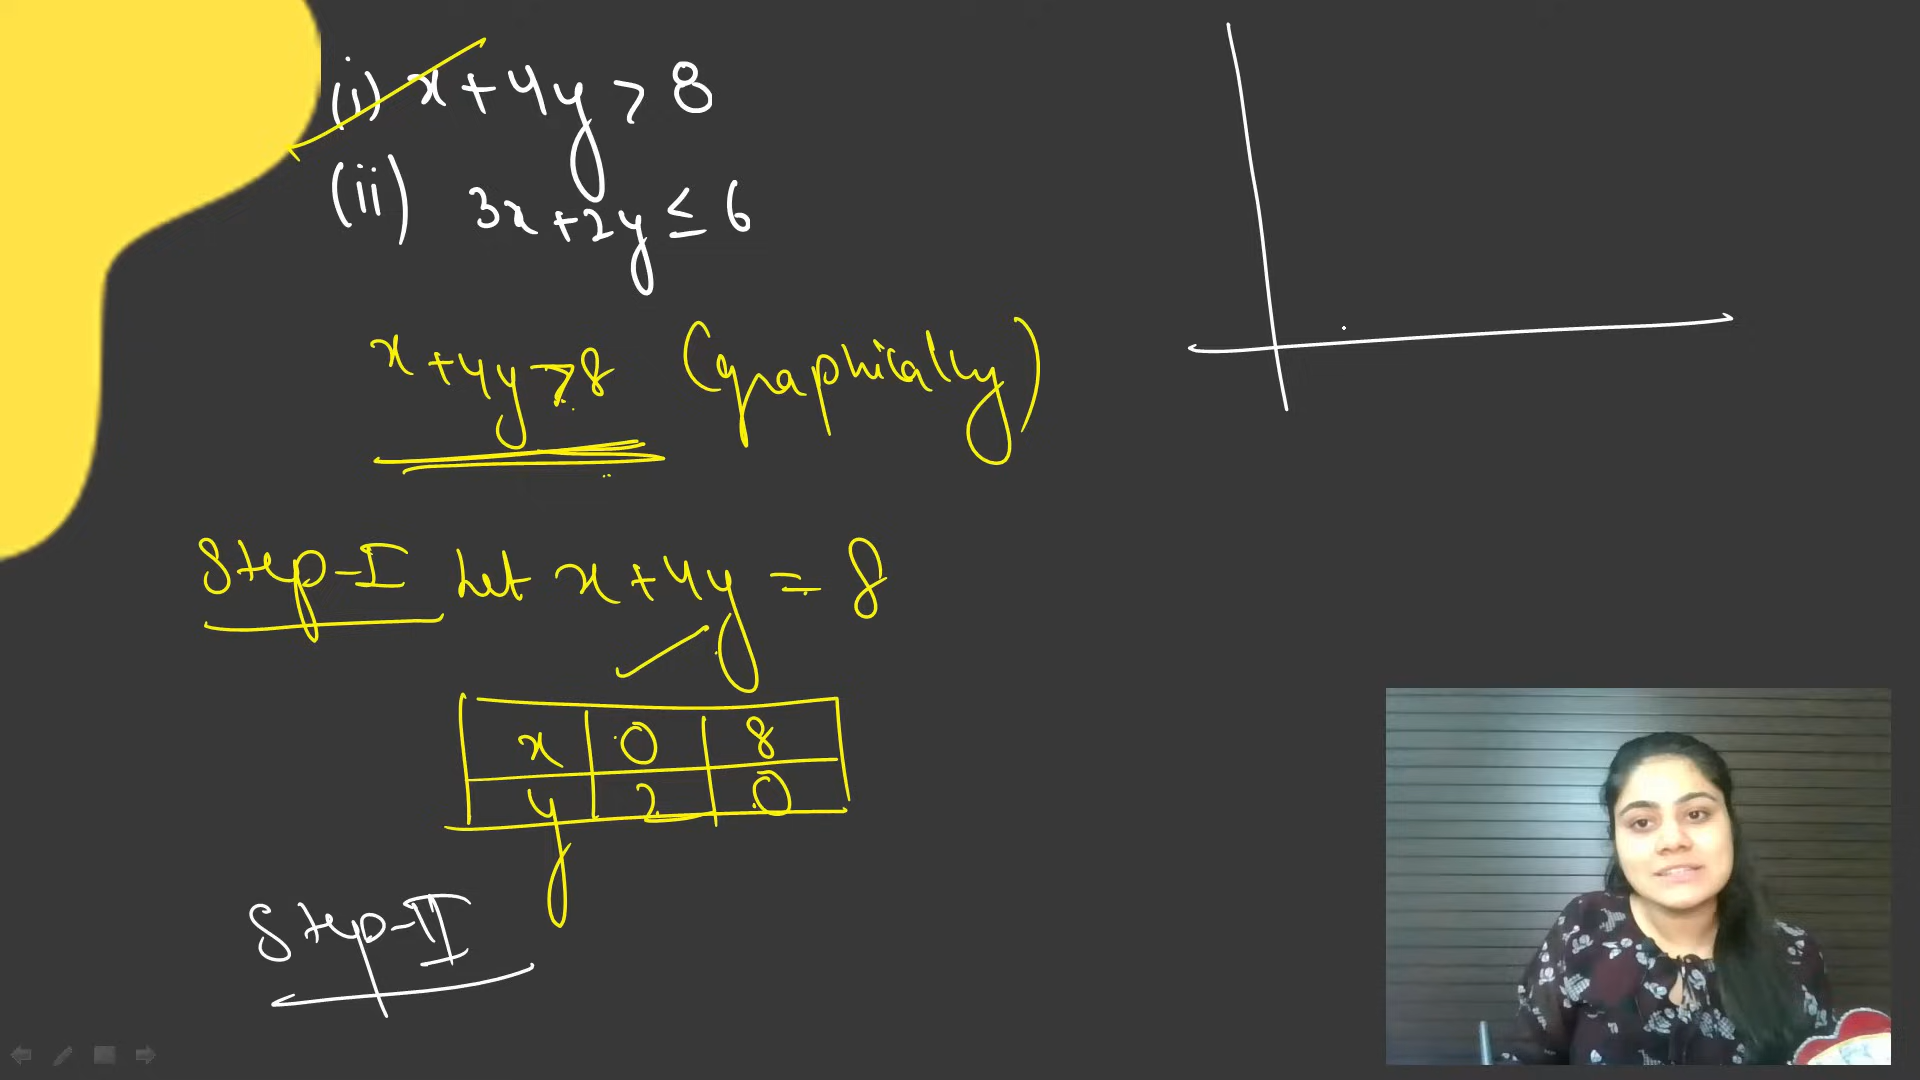 (i) x+4y > 8
(ii) 3x+2y ≤ 6
x+4y>8 (graphically)
Step-I Let x+4y = 8
x 0 8
y 2 0
Step-II